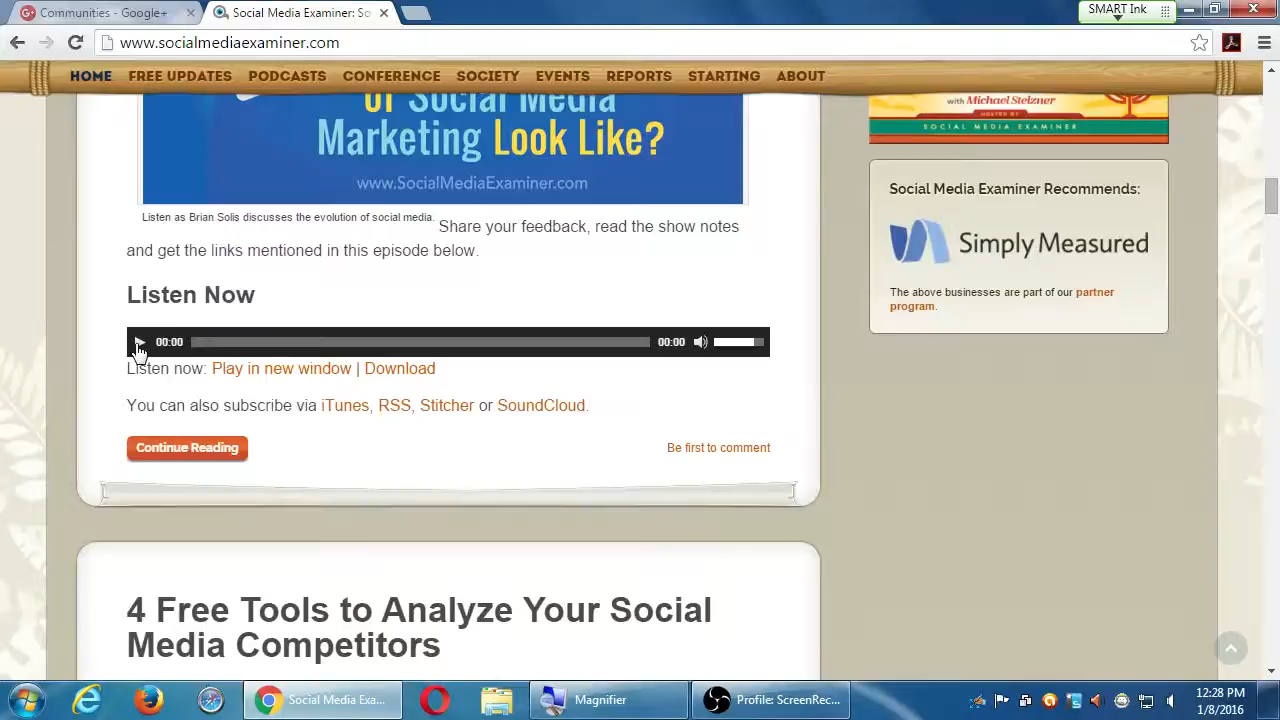 Communities - Google+
Social Media Examiner: So
SMART Ink
www.socialmediaexaminer.com
HOME FREE UPDATES PODCASTS CONFERENCE SOCIETY EVENTS REPORTS STARTING ABOUT
of Social Media
Marketing Look Like?
www.SocialMediaExaminer.com
with Michael Stelzner
HOSTED BY
SOCIAL MEDIA EXAMINER
Listen as Brian Solis discusses the evolution of social media. Share your feedback, read the show notes
and get the links mentioned in this episode below.
Social Media Examiner Recommends:
Simply Measured
The above businesses are part of our partner
program.
Listen Now
00:00 00:00
Listen now: Play in new window | Download
You can also subscribe via iTunes, RSS, Stitcher or SoundCloud.
Continue Reading
Be first to comment
4 Free Tools to Analyze Your Social
Media Competitors
Social Media Exa...
Magnifier
Profile: ScreenRec...
12:28 PM
1/8/2016